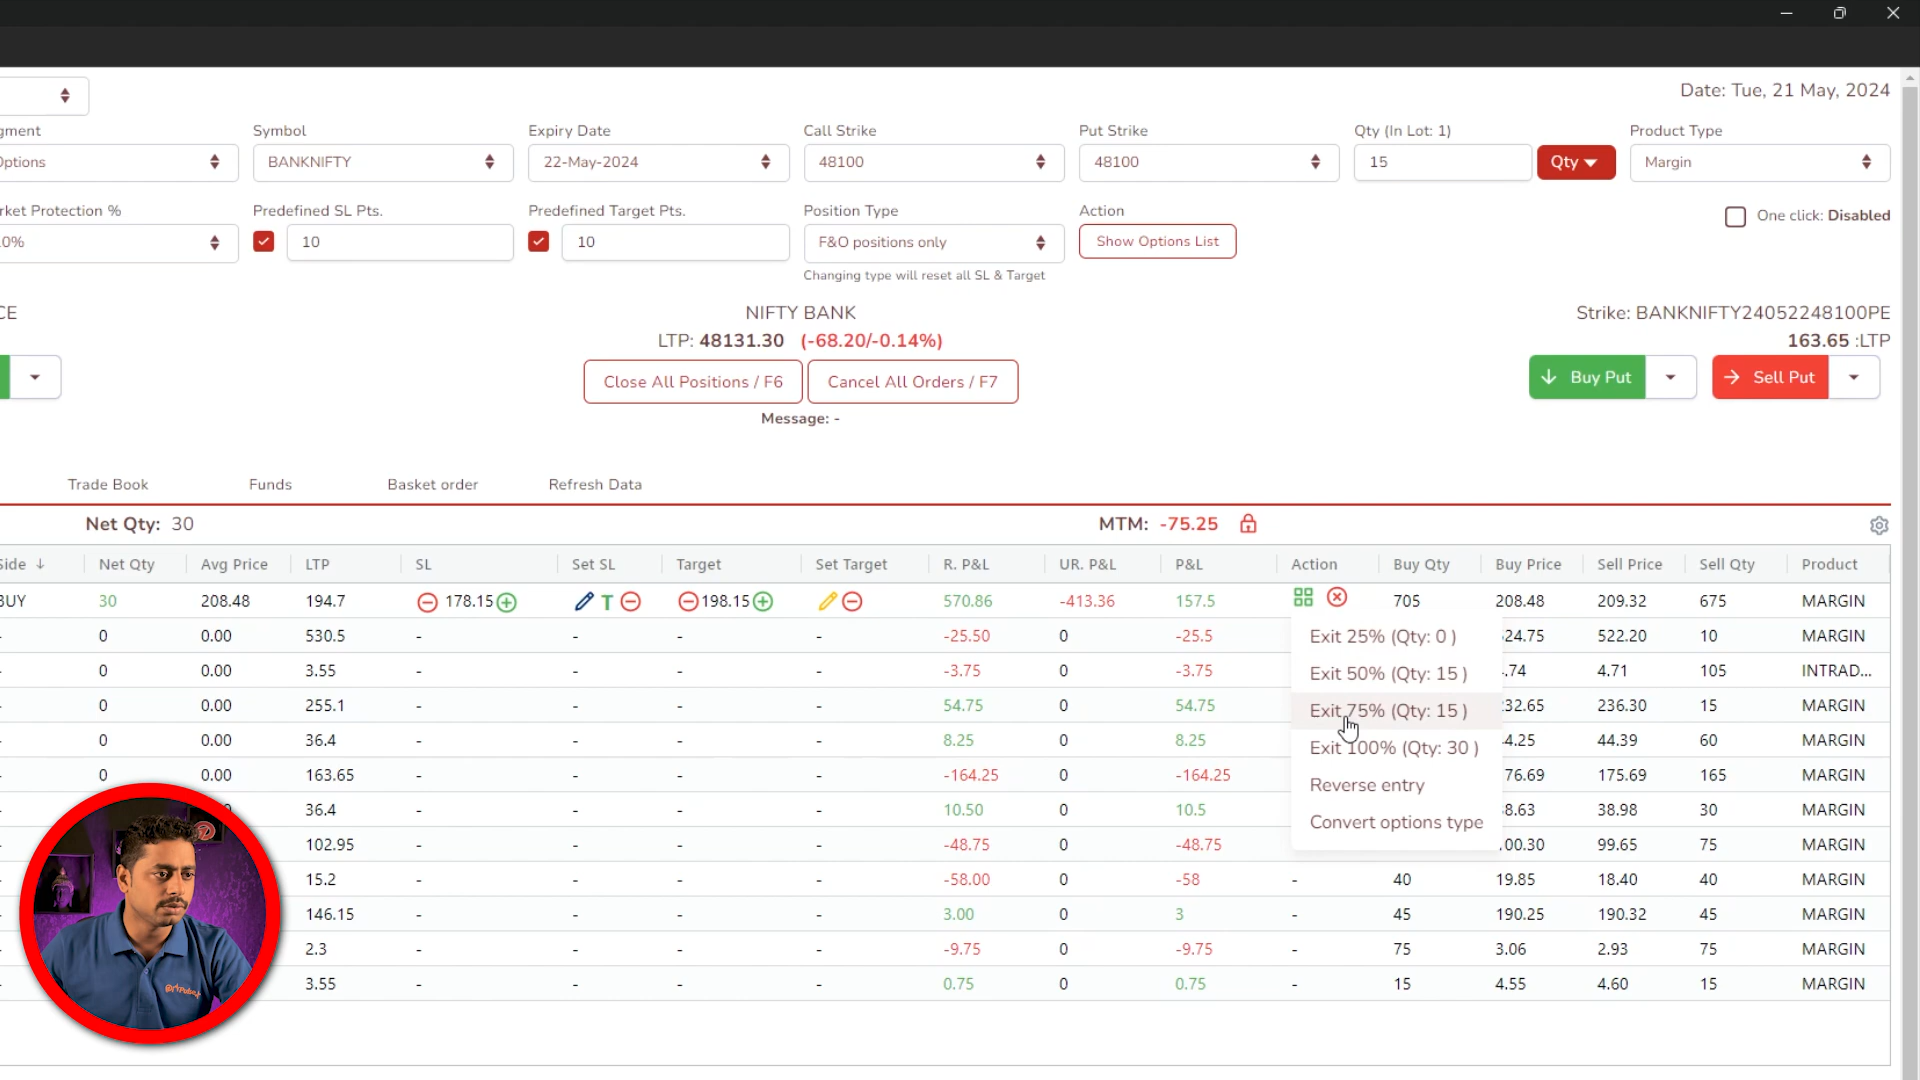 Date: Tue, 21 May, 2024
gment Symbol Expiry Date Call Strike Put Strike Qty (In Lot: 1) Product Type
Options BANKNIFTY 22-May-2024 48100 48100 15 Qty Margin
rket Protection % Predefined SL Pts. Predefined Target Pts. Position Type Action
0% 10 10 F&O positions only Show Options List One click: Disabled
Changing type will reset all SL & Target
CE NIFTY BANK Strike: BANKNIFTY24052248100PE
LTP: 48131.30 (-68.20/-0.14%) 163.65 :LTP
Close All Positions / F6 Cancel All Orders / F7 Buy Put Sell Put
Message: -
Trade Book Funds Basket order Refresh Data
Net Qty: 30 MTM: -75.25
Side Net Qty Avg Price LTP SL Set SL Target Set Target R. P&L UR. P&L P&L Action Buy Qty Buy Price Sell Price Sell Qty Product
BUY 30 208.48 194.7 178.15 T 198.15 570.86 -413.36 157.5 705 208.48 209.32 675 MARGIN
- 0 0.00 530.5 - - - - -25.50 0 -25.5 Exit 25% (Qty: 0 ) 24.75 522.20 10 MARGIN
- 0 0.00 3.55 - - - - -3.75 0 -3.75 Exit 50% (Qty: 15 ) .74 4.71 105 INTRAD...
- 0 0.00 255.1 - - - - 54.75 0 54.75 Exit 75% (Qty: 15 ) 32.65 236.30 15 MARGIN
- 0 0.00 36.4 - - - - 8.25 0 8.25 Exit 100% (Qty: 30 ) 4.25 44.39 60 MARGIN
- 0 0.00 163.65 - - - - -164.25 0 -164.25 Reverse entry 76.69 175.69 165 MARGIN
- 36.4 - - - - 10.50 0 10.5 Convert options type 8.63 38.98 30 MARGIN
- 102.95 - - - - -48.75 0 -48.75 00.30 99.65 75 MARGIN
- 15.2 - - - - -58.00 0 -58 - 40 19.85 18.40 40 MARGIN
- 146.15 - - - - 3.00 0 3 - 45 190.25 190.32 45 MARGIN
- 2.3 - - - - -9.75 0 -9.75 - 75 3.06 2.93 75 MARGIN
- 3.55 - - - - 0.75 0 0.75 - 15 4.55 4.60 15 MARGIN